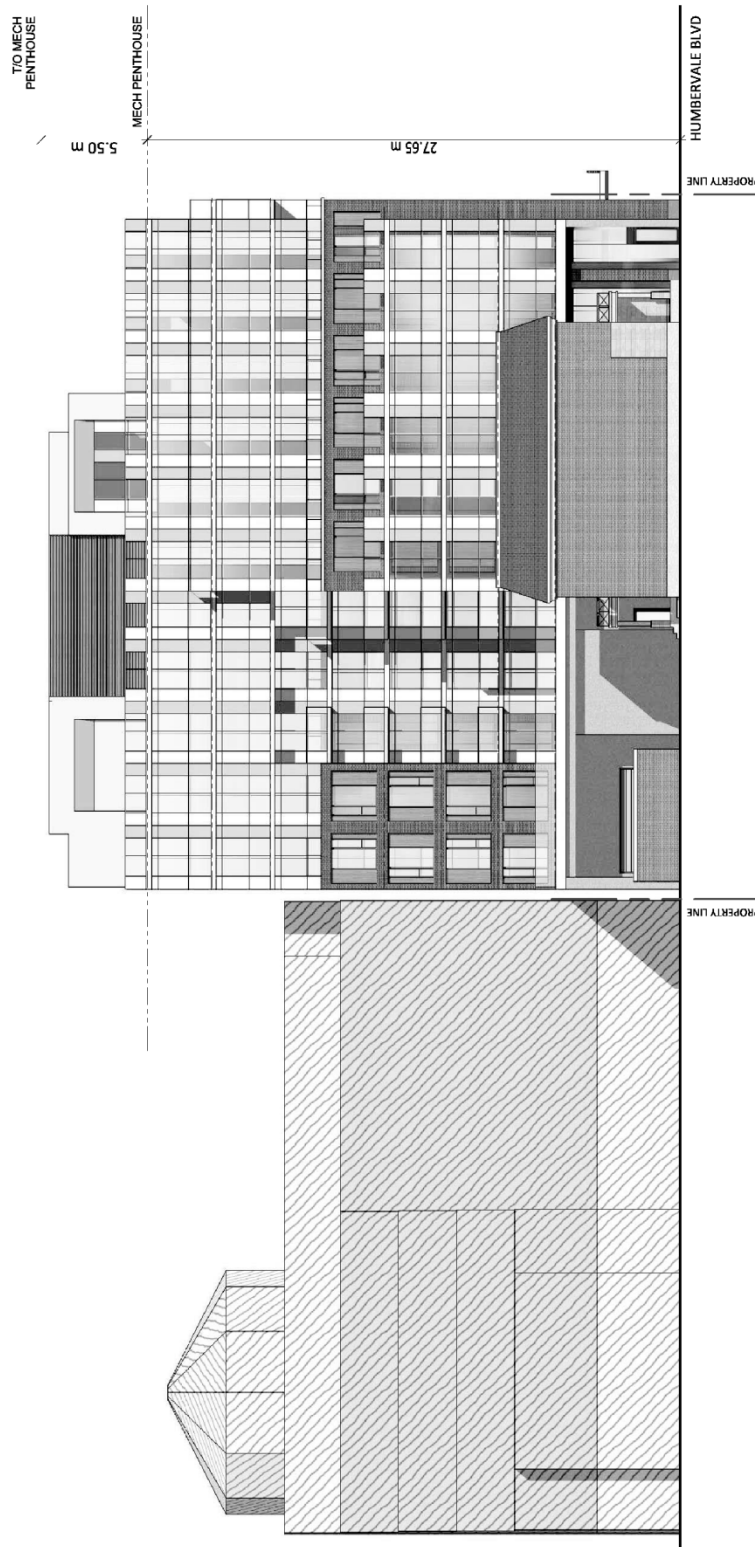 T/O MECH
PENTHOUSE
5.50 m
MECH PENTHOUSE
27.65 m
HUMBERVALE BLVD
PROPERTY LINE
PROPERTY LINE